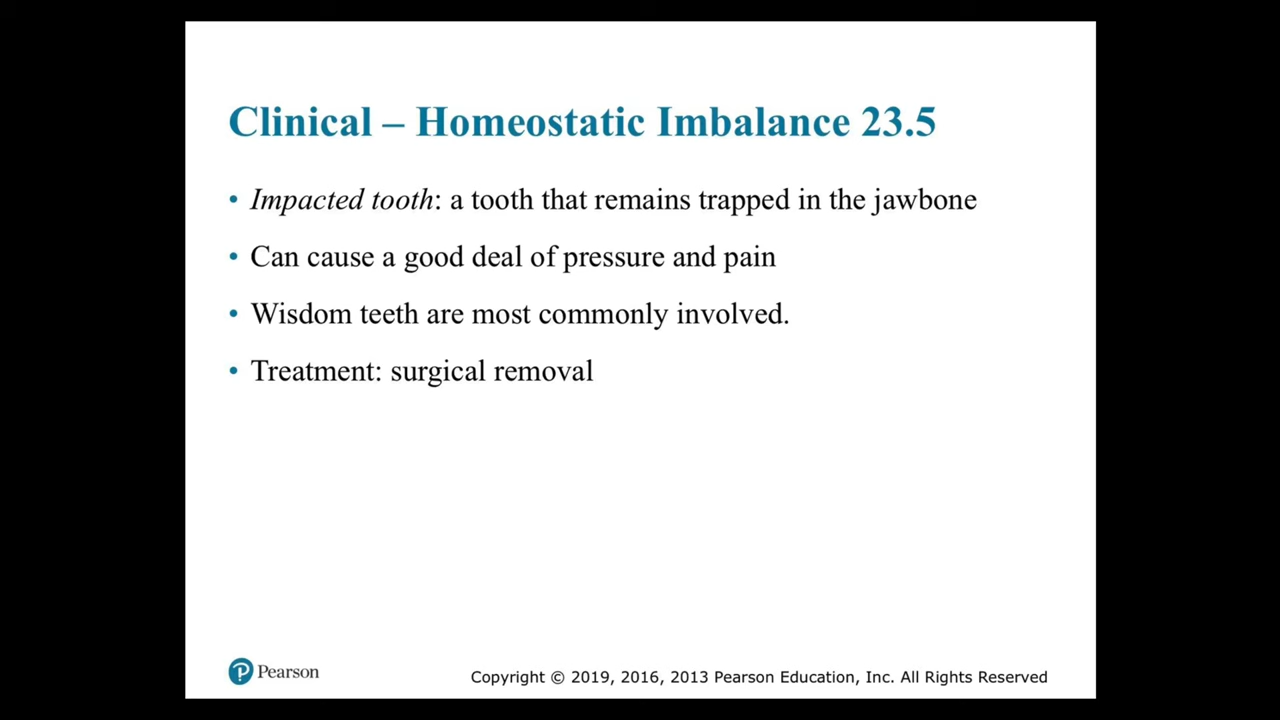 Clinical – Homeostatic Imbalance 23.5
• Impacted tooth: a tooth that remains trapped in the jawbone
• Can cause a good deal of pressure and pain
• Wisdom teeth are most commonly involved.
• Treatment: surgical removal
P Pearson
Copyright © 2019, 2016, 2013 Pearson Education, Inc. All Rights Reserved